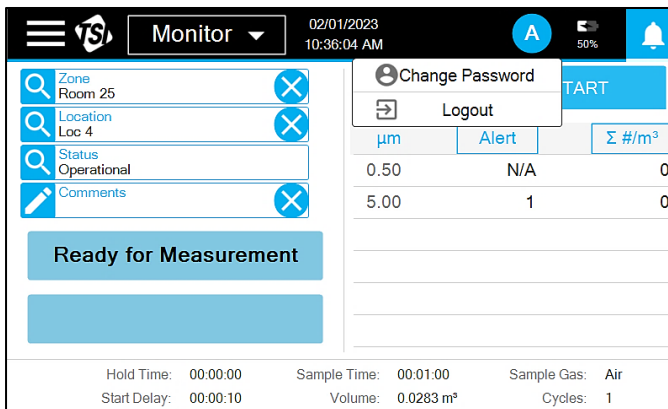 TSI Monitor 02/01/2023 A
10:36:04 AM 50%
Zone
Room 25
Location
Loc 4
Status
Operational
Comments
Ready for Measurement
Change Password
Logout
TART
µm Alert Σ #/m³
0.50 N/A 0
5.00 1 0
Hold Time: 00:00:00 Sample Time: 00:01:00 Sample Gas: Air
Start Delay: 00:00:10 Volume: 0.0283 m³ Cycles: 1